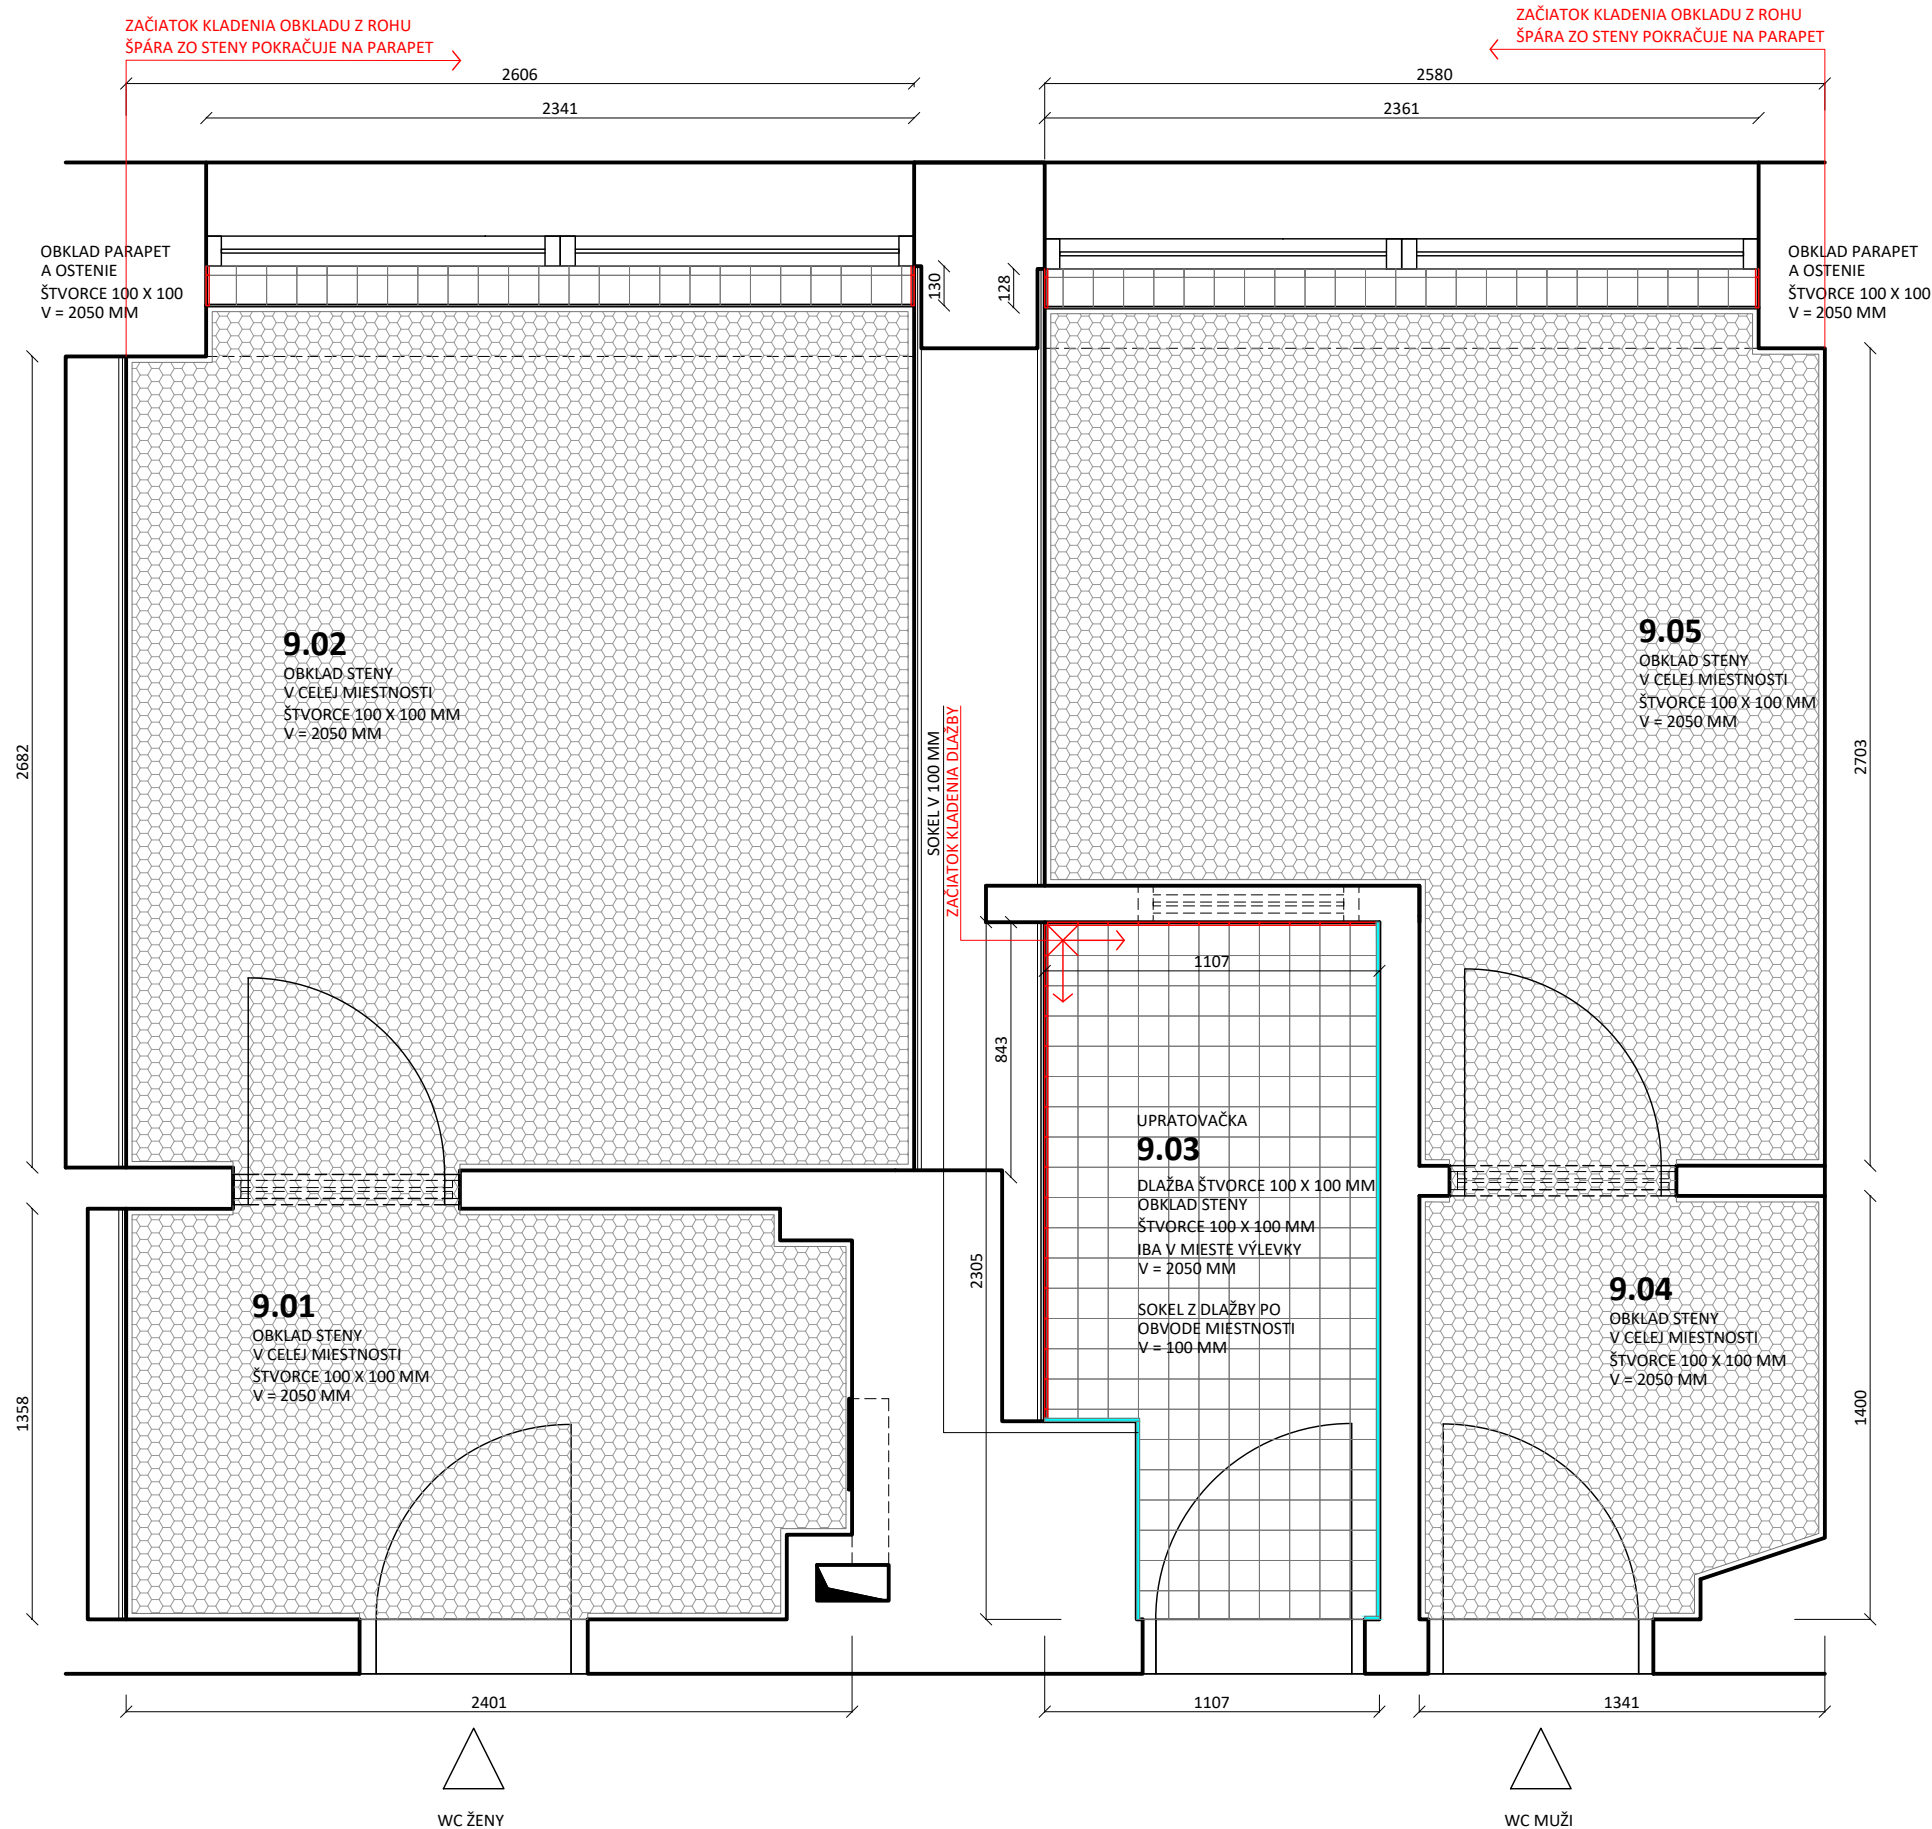 ZAČIATOK KLADENIA OBKLADU Z ROHU
ŠPÁRA ZO STENY POKRAČUJE NA PARAPET
ZAČIATOK KLADENIA OBKLADU Z ROHU
ŠPÁRA ZO STENY POKRAČUJE NA PARAPET
2606
2580
2341
2361
OBKLAD PARAPET
A OSTENIE
ŠTVORCE 100 X 100
V = 2050 MM
130
128
OBKLAD PARAPET
A OSTENIE
ŠTVORCE 100 X 100
V = 2050 MM
9.02
OBKLAD STENY
V CELEJ MIESTNOSTI
ŠTVORCE 100 X 100 MM
V = 2050 MM
9.05
OBKLAD STENY
V CELEJ MIESTNOSTI
ŠTVORCE 100 X 100 MM
V = 2050 MM
2682
SOKEL V 100 MM
ZAČIATOK KLADENIA DLAŽBY
2703
1107
843
UPRATOVAČKA
9.03
DLAŽBA ŠTVORCE 100 X 100 MM
OBKLAD STENY
ŠTVORCE 100 X 100 MM
IBA V MIESTE VÝLEVKY
V = 2050 MM
SOKEL Z DLAŽBY PO
OBVODE MIESTNOSTI
V = 100 MM
2305
9.01
OBKLAD STENY
V CELEJ MIESTNOSTI
ŠTVORCE 100 X 100 MM
V = 2050 MM
9.04
OBKLAD STENY
V CELEJ MIESTNOSTI
ŠTVORCE 100 X 100 MM
V = 2050 MM
1358
1400
2401
1107
1341
WC ŽENY
WC MUŽI